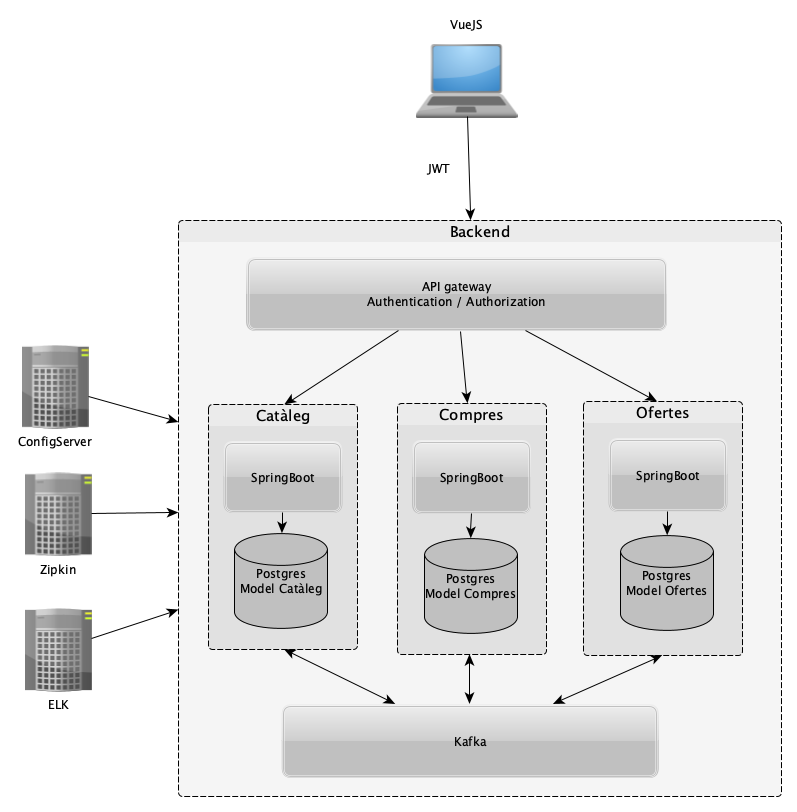 VueJS
JWT
Backend
API gateway
Authentication / Authorization
ConfigServer
Zipkin
ELK
Catàleg
SpringBoot
Postgres
Model Catàleg
Compres
SpringBoot
Postgres
Model Compres
Ofertes
SpringBoot
Postgres
Model Ofertes
Kafka